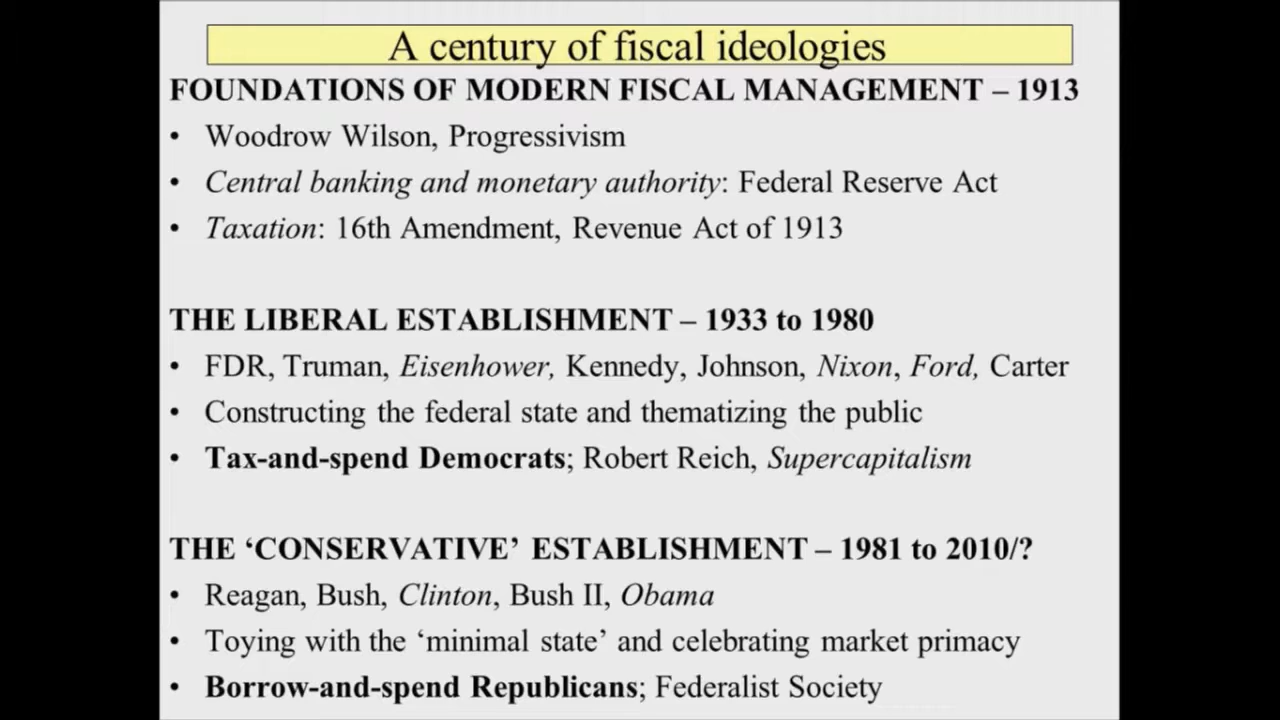 A century of fiscal ideologies
FOUNDATIONS OF MODERN FISCAL MANAGEMENT – 1913
• Woodrow Wilson, Progressivism
• Central banking and monetary authority: Federal Reserve Act
• Taxation: 16th Amendment, Revenue Act of 1913
THE LIBERAL ESTABLISHMENT – 1933 to 1980
• FDR, Truman, Eisenhower, Kennedy, Johnson, Nixon, Ford, Carter
• Constructing the federal state and thematizing the public
• Tax-and-spend Democrats; Robert Reich, Supercapitalism
THE ‘CONSERVATIVE’ ESTABLISHMENT – 1981 to 2010/?
• Reagan, Bush, Clinton, Bush II, Obama
• Toying with the ‘minimal state’ and celebrating market primacy
• Borrow-and-spend Republicans; Federalist Society